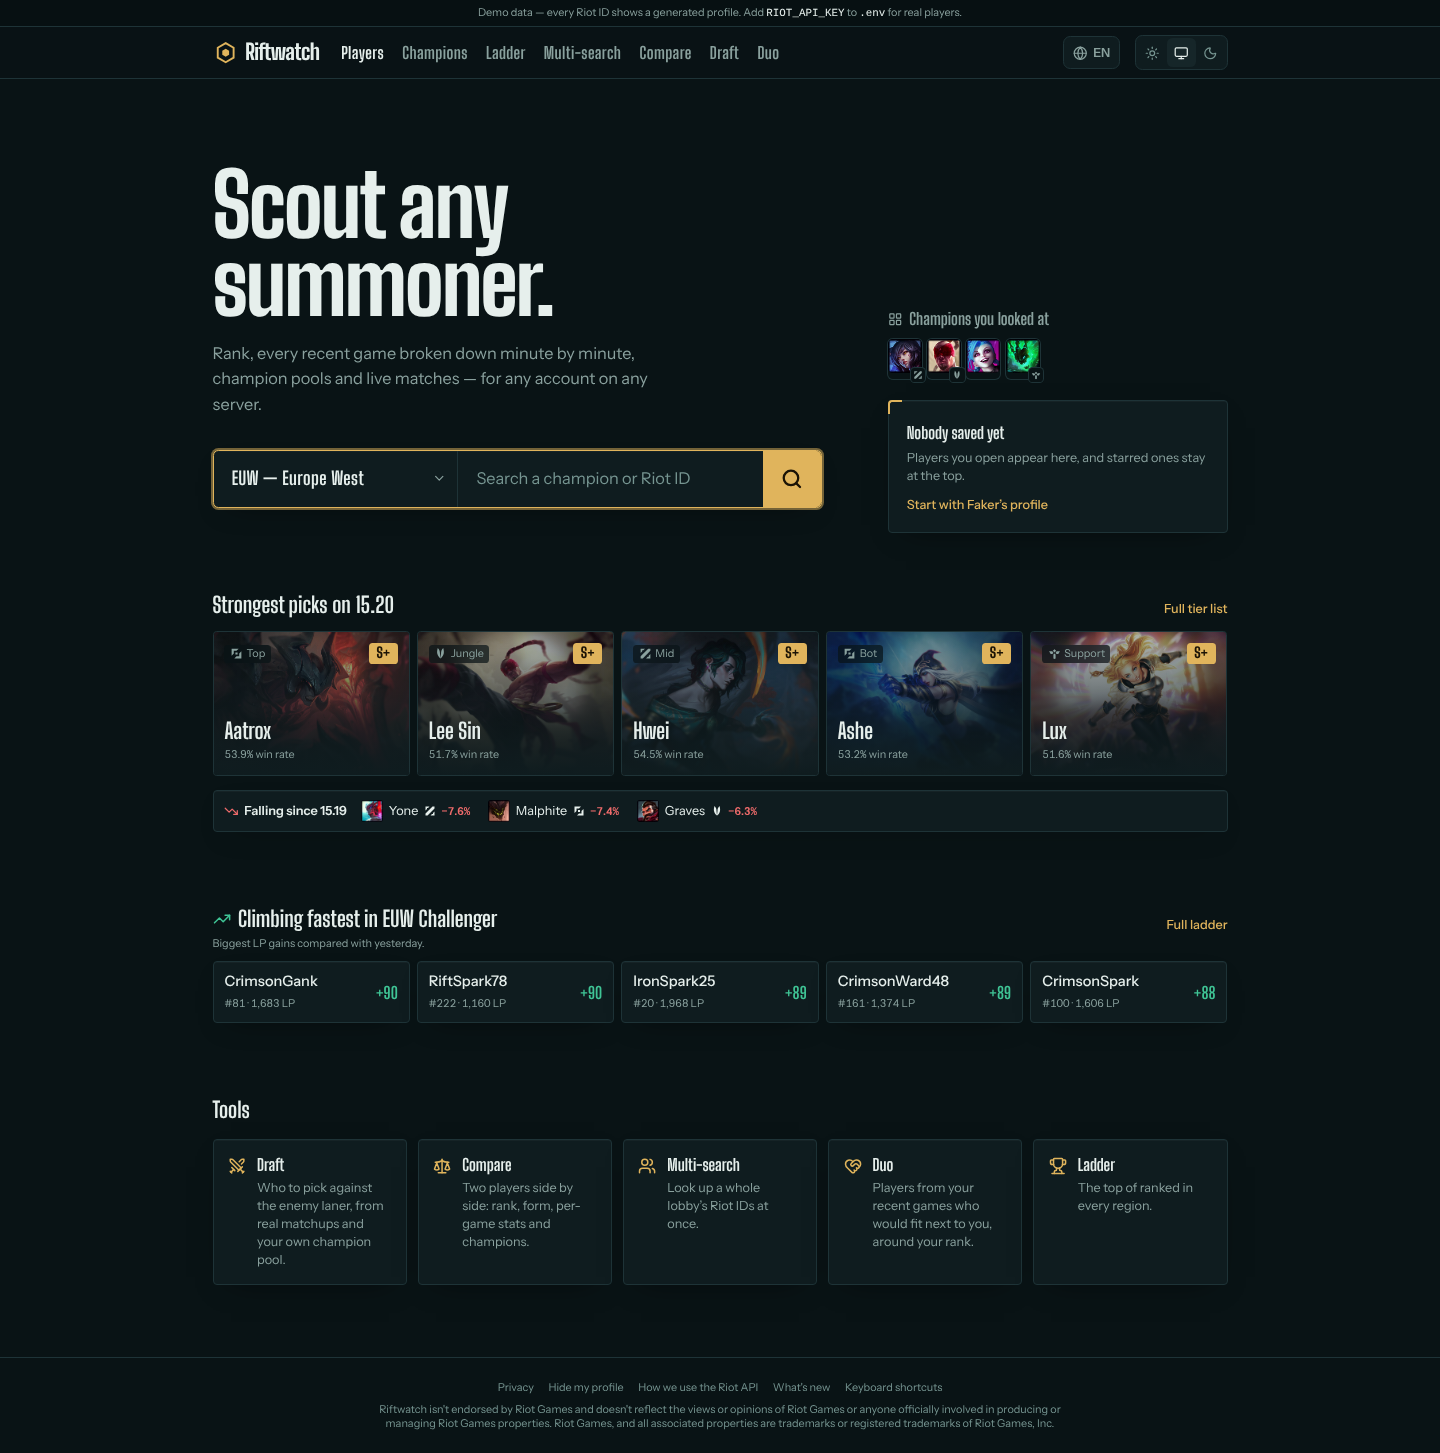 Demo data — every Riot ID shows a generated profile. Add RIOT_API_KEY to .env for real players.
Riftwatch Players Champions Ladder Multi-search Compare Draft Duo EN
Scout any
summoner.
Rank, every recent game broken down minute by minute,
champion pools and live matches — for any account on any
server.
EUW — Europe West Search a champion or Riot ID
Champions you looked at
Nobody saved yet
Players you open appear here, and starred ones stay
at the top.
Start with Faker's profile
Strongest picks on 15.20 Full tier list
Top S+ Jungle S+ Mid S+ Bot S+ Support S+
Aatrox Lee Sin Hwei Ashe Lux
53.9% win rate 51.7% win rate 54.5% win rate 53.2% win rate 51.6% win rate
Falling since 15.19 Yone −7.6% Malphite −7.4% Graves −6.3%
Climbing fastest in EUW Challenger Full ladder
Biggest LP gains compared with yesterday.
CrimsonGank +90
#81 · 1,683 LP
RiftSpark78 +90
#222 · 1,160 LP
IronSpark25 +89
#20 · 1,968 LP
CrimsonWard48 +89
#161 · 1,374 LP
CrimsonSpark +88
#100 · 1,606 LP
Tools
Draft
Who to pick against
the enemy laner, from
real matchups and
your own champion
pool.
Compare
Two players side by
side: rank, form, per-
game stats and
champions.
Multi-search
Look up a whole
lobby's Riot IDs at
once.
Duo
Players from your
recent games who
would fit next to you,
around your rank.
Ladder
The top of ranked in
every region.
Privacy Hide my profile How we use the Riot API What's new Keyboard shortcuts
Riftwatch isn't endorsed by Riot Games and doesn't reflect the views or opinions of Riot Games or anyone officially involved in producing or
managing Riot Games properties. Riot Games, and all associated properties are trademarks or registered trademarks of Riot Games, Inc.